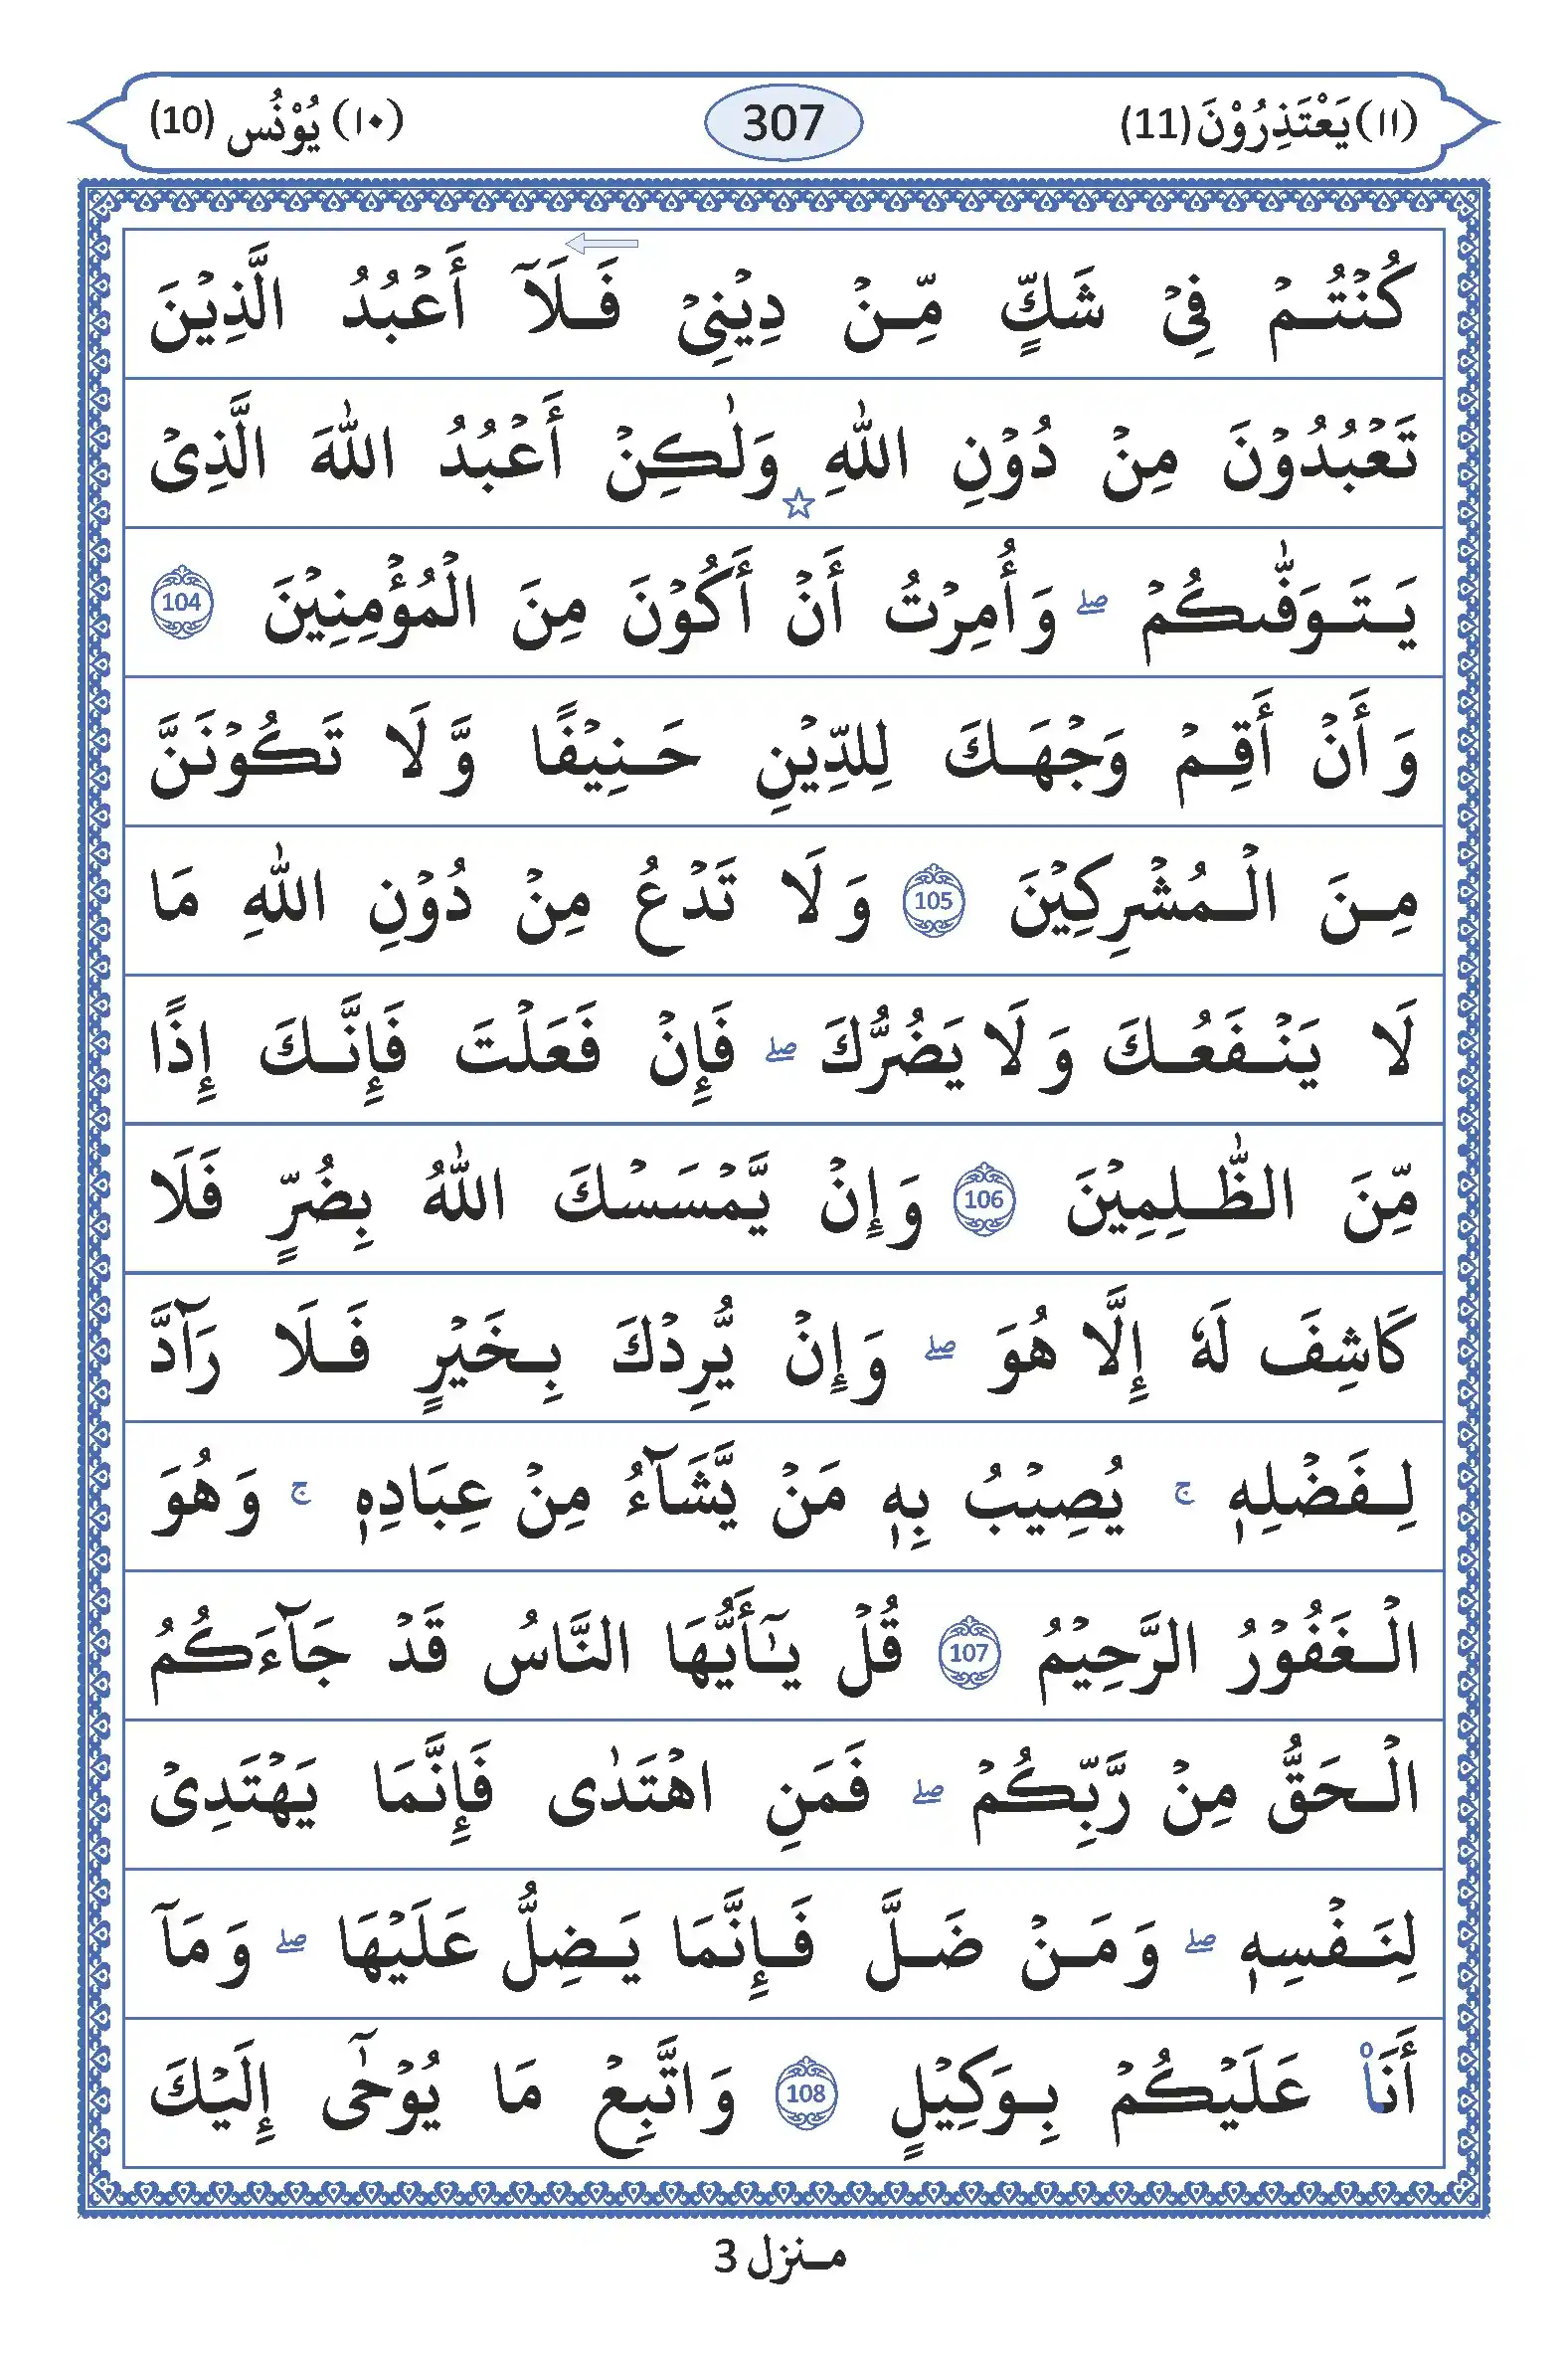 (١١) يَعْتَذِرُوْنَ (11) 307 (١٠) يُوْنُس (10)
كُنْتُمْ فِىْ شَكٍّ مِّنْ دِيْنِىْ فَلَآ أَعْبُدُ الَّذِيْنَ
تَعْبُدُوْنَ مِنْ دُوْنِ اللّٰهِ وَلٰكِنْ أَعْبُدُ اللّٰهَ الَّذِىْ
يَتَوَفّٰىكُمْ ۖ وَأُمِرْتُ أَنْ أَكُوْنَ مِنَ الْمُؤْمِنِيْنَ 104
وَأَنْ أَقِمْ وَجْهَكَ لِلدِّيْنِ حَنِيْفًا وَّلَا تَكُوْنَنَّ
مِنَ الْمُشْرِكِيْنَ 105 وَلَا تَدْعُ مِنْ دُوْنِ اللّٰهِ مَا
لَا يَنْفَعُكَ وَلَا يَضُرُّكَ ۖ فَإِنْ فَعَلْتَ فَإِنَّكَ إِذًا
مِّنَ الظّٰلِمِيْنَ 106 وَإِنْ يَّمْسَسْكَ اللّٰهُ بِضُرٍّ فَلَا
كَاشِفَ لَهٗ إِلَّا هُوَ ۖ وَإِنْ يُّرِدْكَ بِخَيْرٍ فَلَا رَآدَّ
لِفَضْلِهٖ ۚ يُصِيْبُ بِهٖ مَنْ يَّشَآءُ مِنْ عِبَادِهٖ ۚ وَهُوَ
الْغَفُوْرُ الرَّحِيْمُ 107 قُلْ يٰٓأَيُّهَا النَّاسُ قَدْ جَآءَكُمُ
الْحَقُّ مِنْ رَّبِّكُمْ ۖ فَمَنِ اهْتَدٰى فَإِنَّمَا يَهْتَدِىْ
لِنَفْسِهٖ ۖ وَمَنْ ضَلَّ فَإِنَّمَا يَضِلُّ عَلَيْهَا ۖ وَمَآ
أَنَا۠ عَلَيْكُمْ بِوَكِيْلٍ 108 وَاتَّبِعْ مَا يُوْحٰٓى إِلَيْكَ
منزل 3